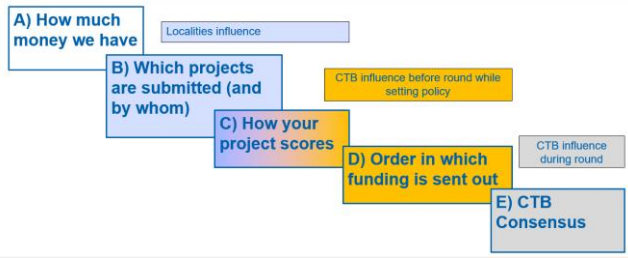 A) How much
money we have
Localities influence
B) Which projects
are submitted (and
by whom)
CTB influence before round while
setting policy
C) How your
project scores
CTB influence
during round
D) Order in which
funding is sent out
E) CTB
Consensus